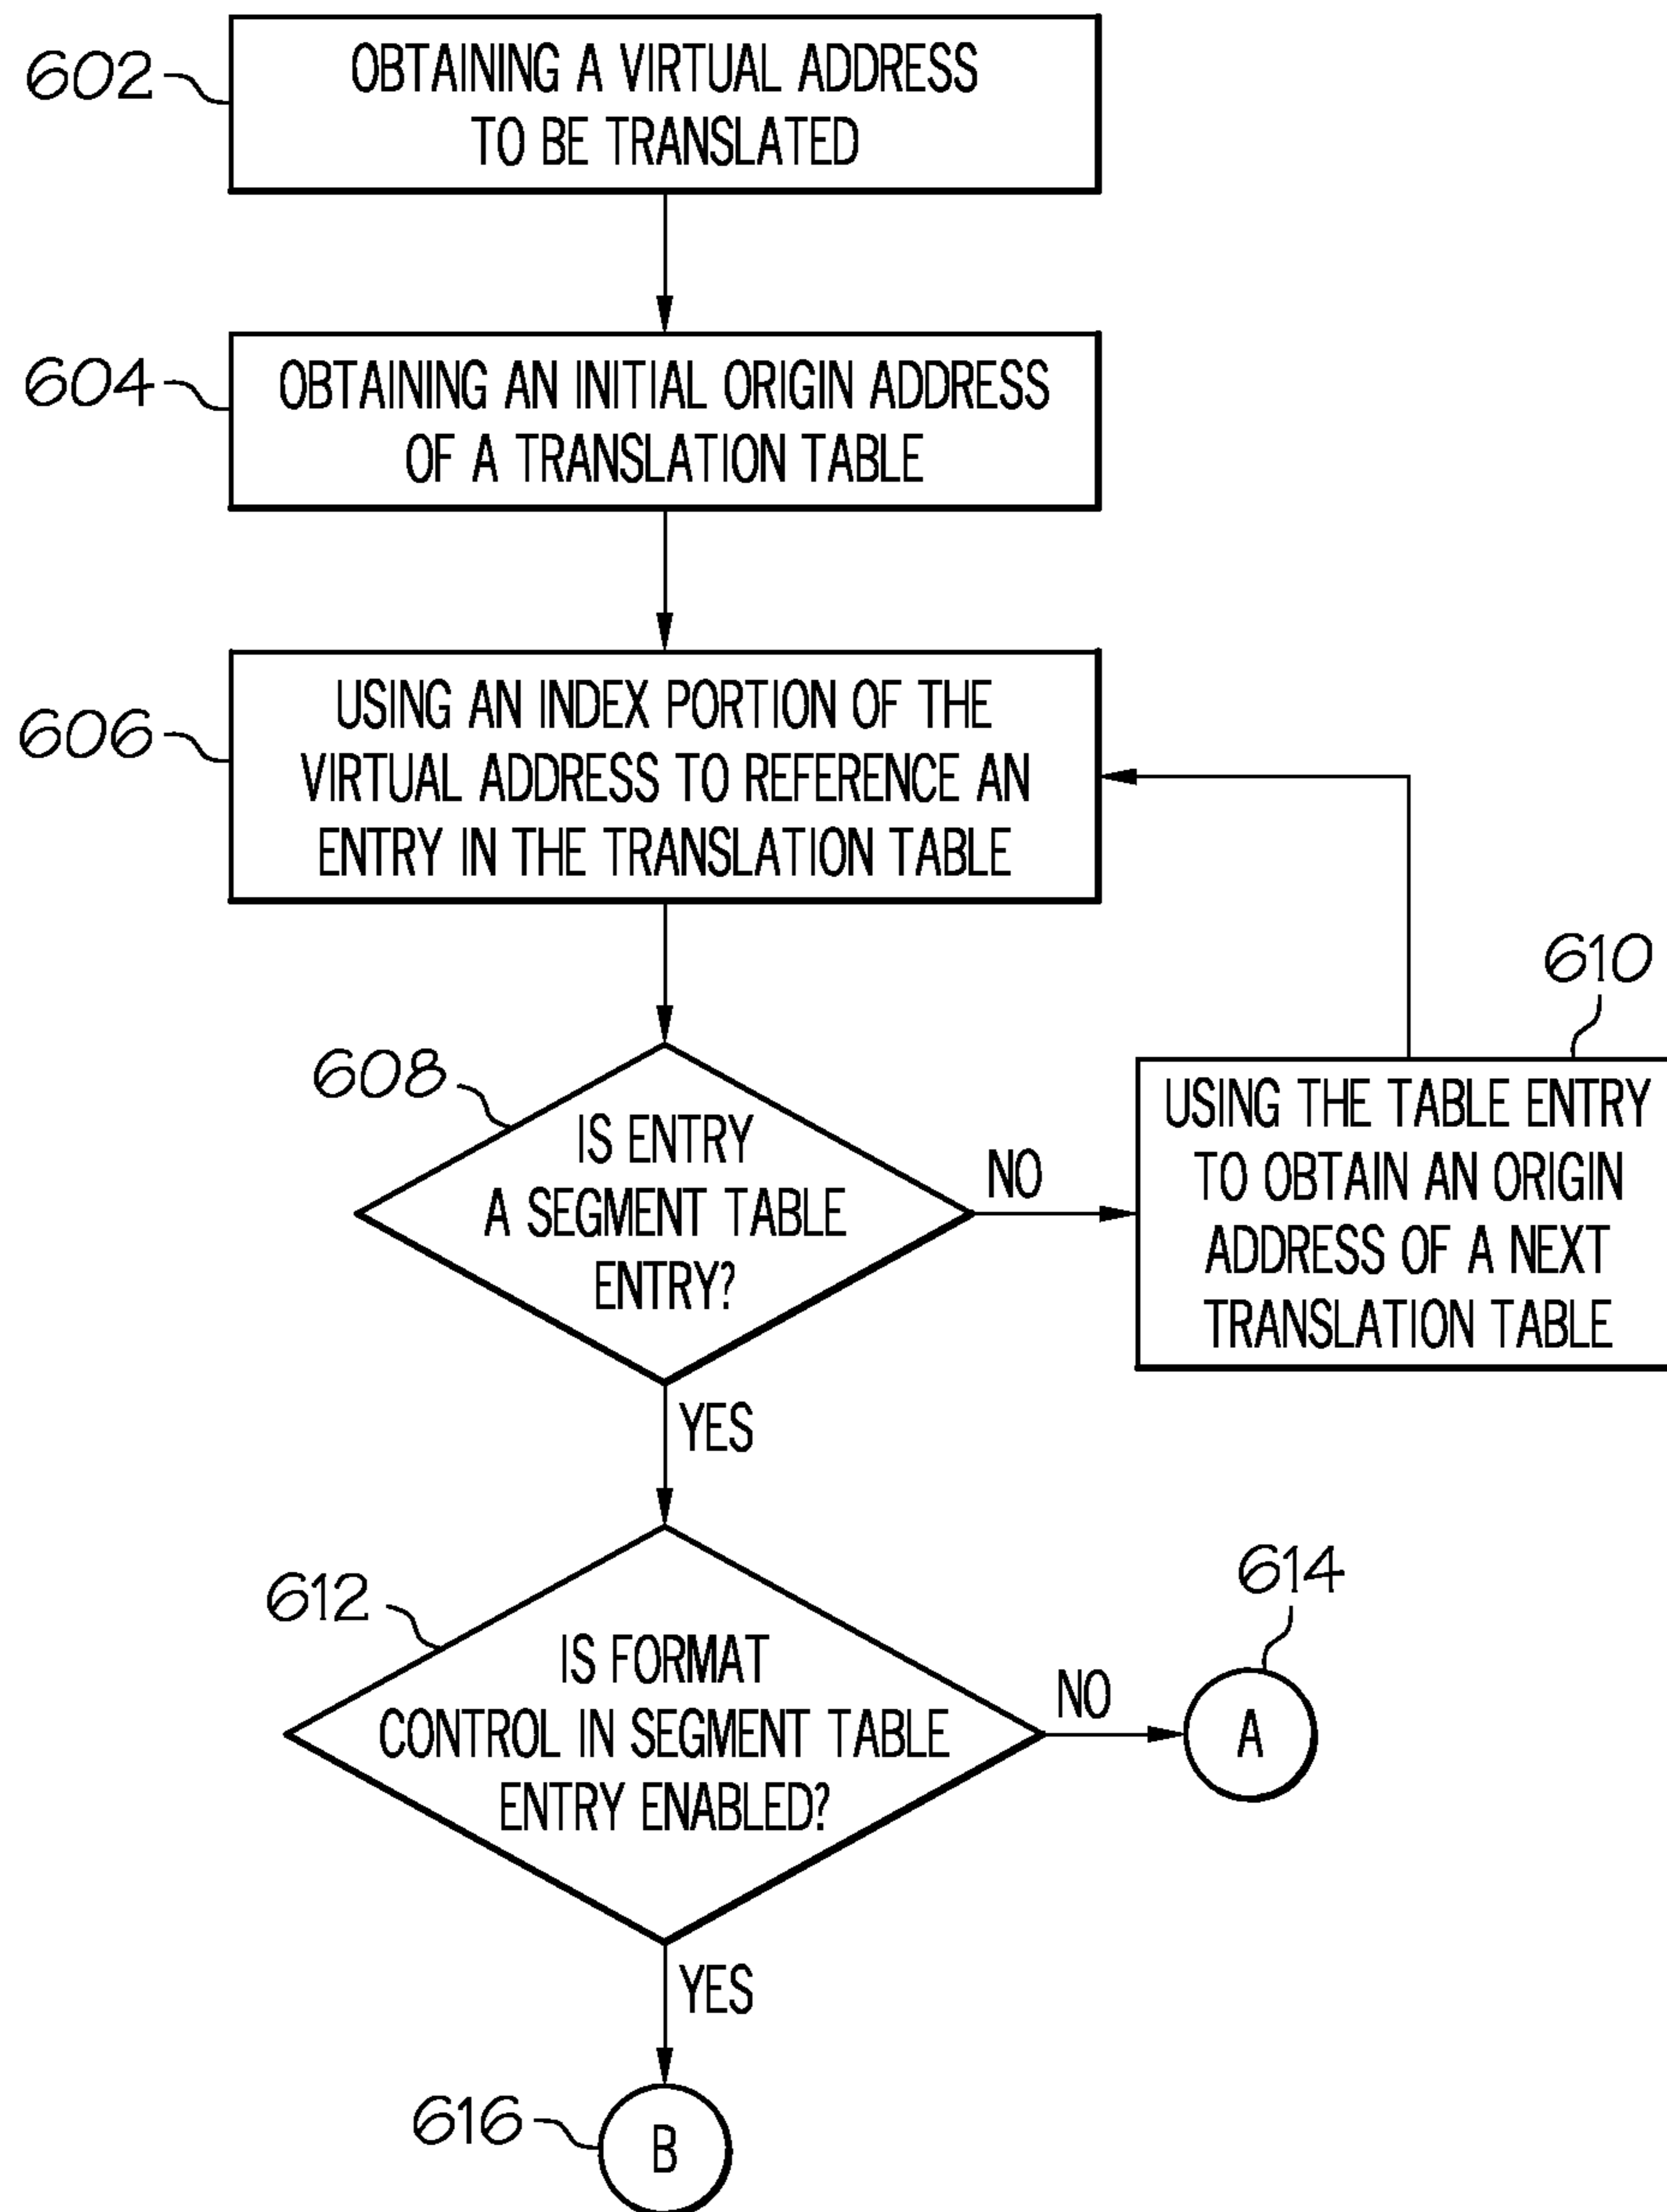 602
OBTAINING A VIRTUAL ADDRESS
TO BE TRANSLATED
604
OBTAINING AN INITIAL ORIGIN ADDRESS
OF A TRANSLATION TABLE
606
USING AN INDEX PORTION OF THE
VIRTUAL ADDRESS TO REFERENCE AN
ENTRY IN THE TRANSLATION TABLE
608
IS ENTRY
A SEGMENT TABLE
ENTRY?
NO
610
USING THE TABLE ENTRY
TO OBTAIN AN ORIGIN
ADDRESS OF A NEXT
TRANSLATION TABLE
YES
612
IS FORMAT
CONTROL IN SEGMENT TABLE
ENTRY ENABLED?
NO
614
A
YES
616
B